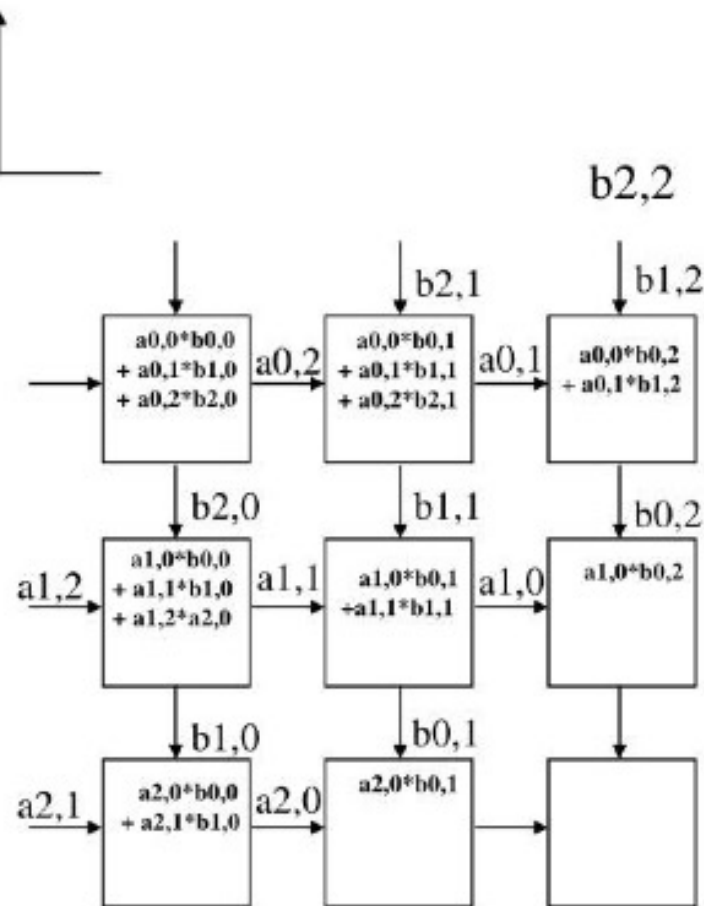 b2,2
b2,1
b1,2
a0,0*b0,0
+ a0,1*b1,0
+ a0,2*b2,0
a0,2
a0,0*b0,1
+ a0,1*b1,1
+ a0,2*b2,1
a0,1
a0,0*b0,2
+ a0,1*b1,2
b2,0
b1,1
b0,2
a1,2
a1,0*b0,0
+ a1,1*b1,0
+ a1,2*a2,0
a1,1
a1,0*b0,1
+a1,1*b1,1
a1,0
a1,0*b0,2
b1,0
b0,1
a2,1
a2,0*b0,0
+ a2,1*b1,0
a2,0
a2,0*b0,1